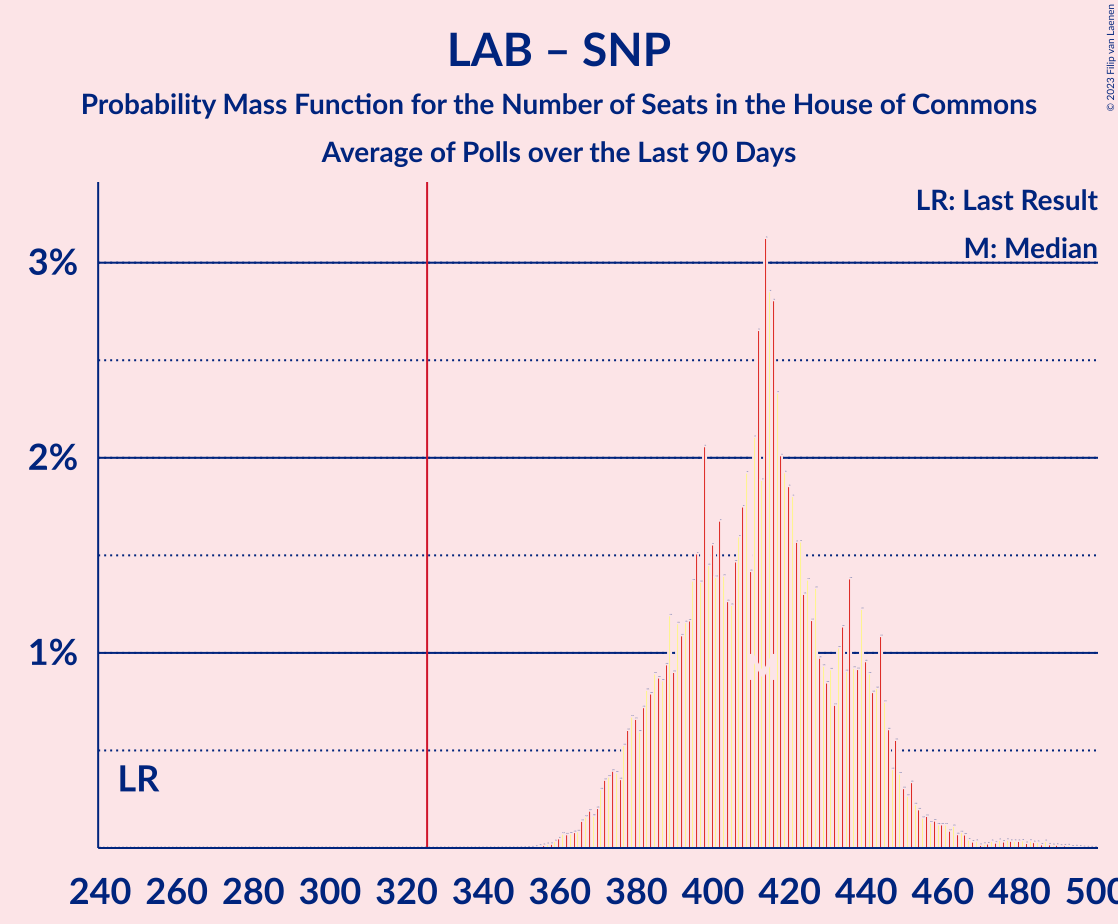 LAB – SNP
Probability Mass Function for the Number of Seats in the House of Commons
Average of Polls over the Last 90 Days
© 2023 Filip van Laenen
LR: Last Result
M: Median
3%
2%
1%
LR
M
240 260 280 300 320 340 360 380 400 420 440 460 480 500